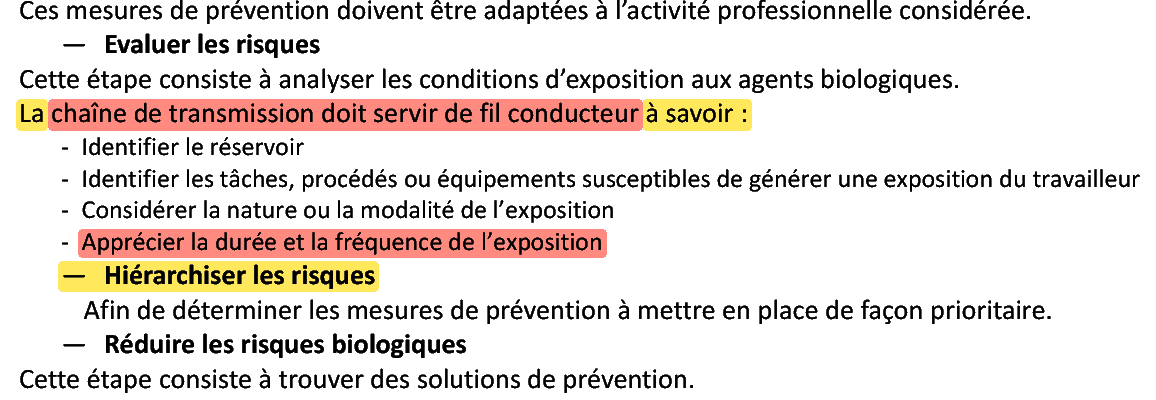 Ces mesures de prévention doivent être adaptées à l’activité professionnelle considérée.
— Evaluer les risques
Cette étape consiste à analyser les conditions d’exposition aux agents biologiques.
La chaîne de transmission doit servir de fil conducteur à savoir :
- Identifier le réservoir
- Identifier les tâches, procédés ou équipements susceptibles de générer une exposition du travailleur
- Considérer la nature ou la modalité de l’exposition
- Apprécier la durée et la fréquence de l’exposition
— Hiérarchiser les risques
Afin de déterminer les mesures de prévention à mettre en place de façon prioritaire.
— Réduire les risques biologiques
Cette étape consiste à trouver des solutions de prévention.